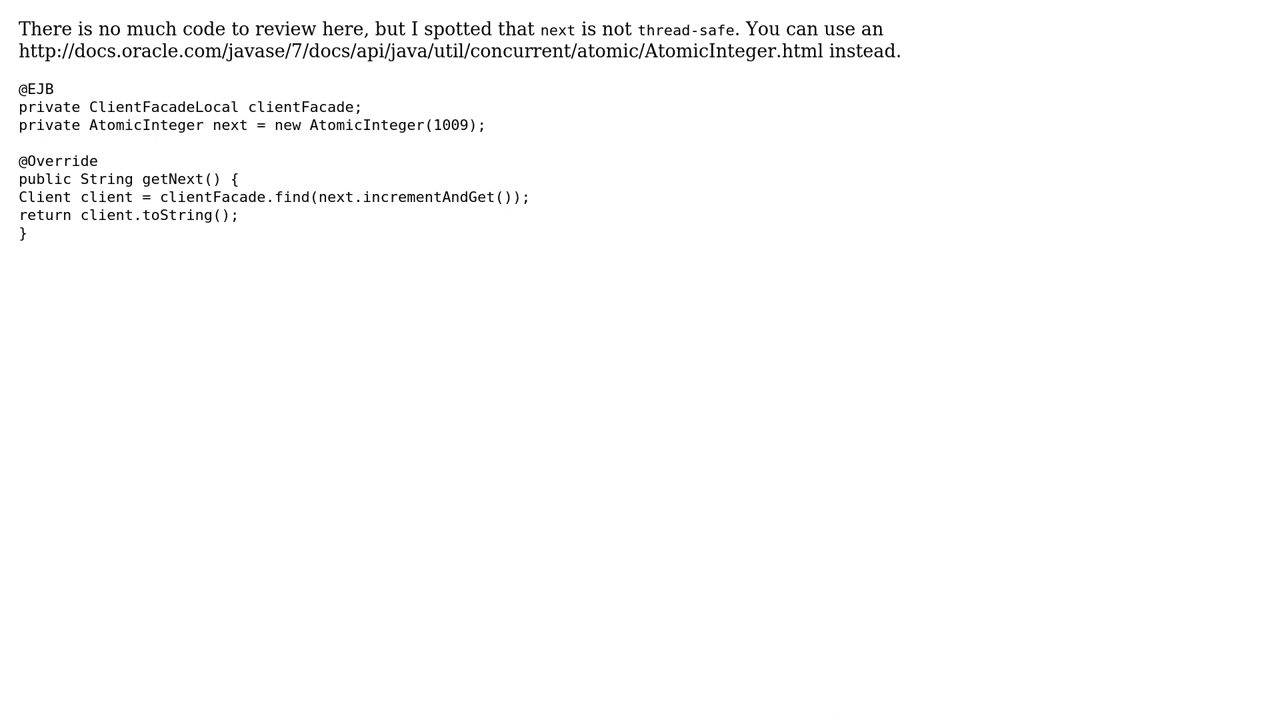 There is no much code to review here, but I spotted that next is not thread-safe. You can use an
http://docs.oracle.com/javase/7/docs/api/java/util/concurrent/atomic/AtomicInteger.html instead.
@EJB
private ClientFacadeLocal clientFacade;
private AtomicInteger next = new AtomicInteger(1009);
@Override
public String getNext() {
Client client = clientFacade.find(next.incrementAndGet());
return client.toString();
}